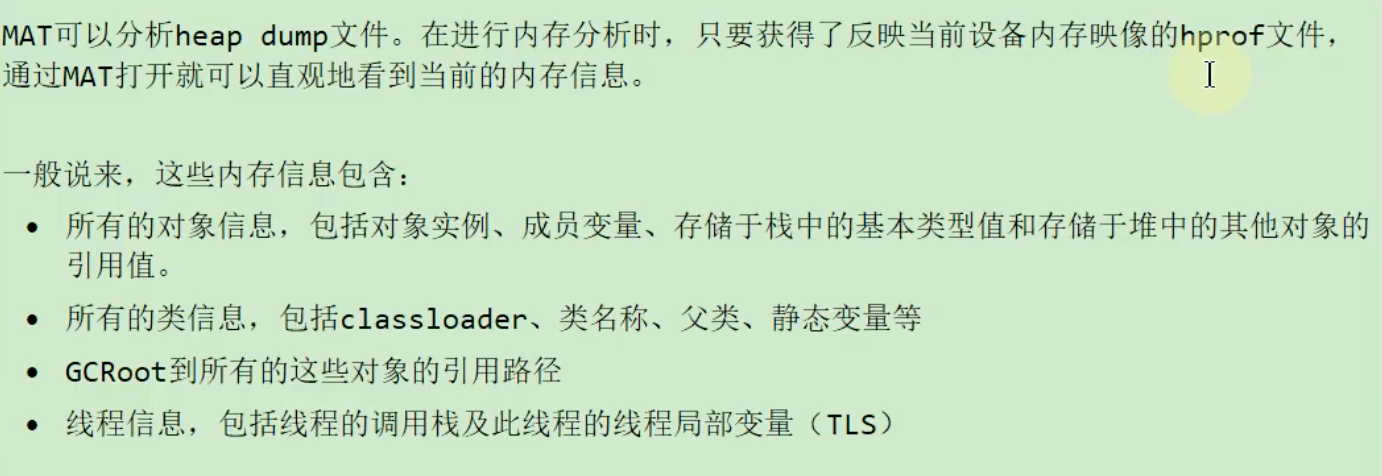 MAT可以分析heap dump文件。在进行内存分析时，只要获得了反映当前设备内存映像的hprof文件，
通过MAT打开就可以直观地看到当前的内存信息。
一般说来，这些内存信息包含：
• 所有的对象信息，包括对象实例、成员变量、存储于栈中的基本类型值和存储于堆中的其他对象的
引用值。
• 所有的类信息，包括classloader、类名称、父类、静态变量等
• GCRoot到所有的这些对象的引用路径
• 线程信息，包括线程的调用栈及此线程的线程局部变量（TLS）